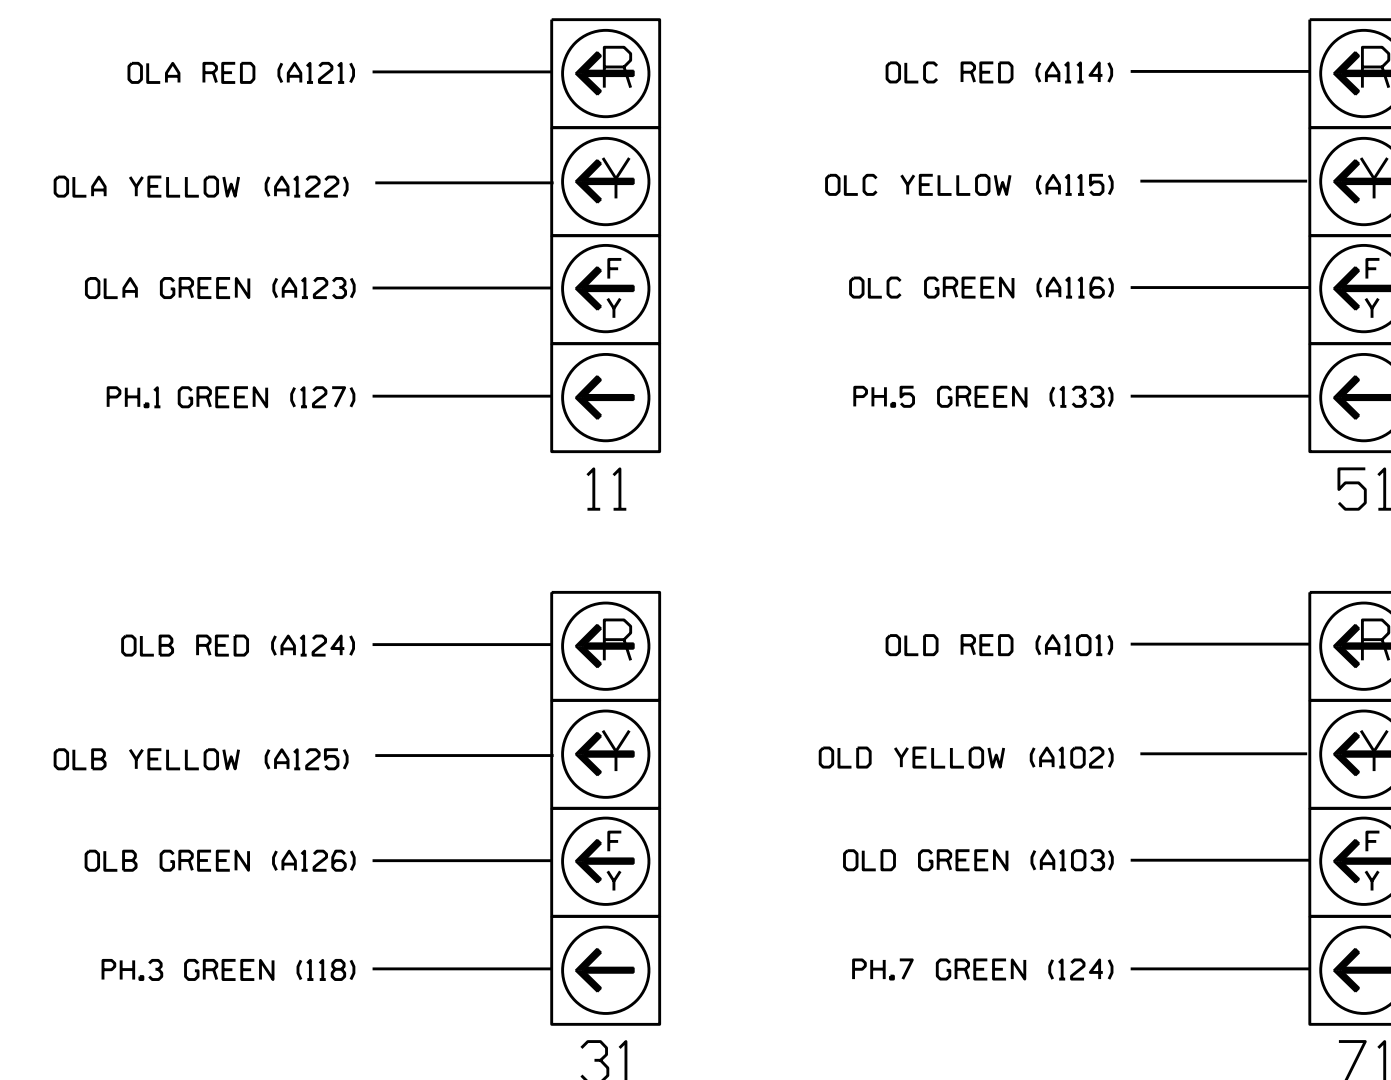 OLA RED (A121)
R
OLA YELLOW (A122)
Y
OLA GREEN (A123)
F
Y
PH.1 GREEN (127)
11
OLC RED (A114)
R
OLC YELLOW (A115)
Y
OLC GREEN (A116)
F
Y
PH.5 GREEN (133)
51
OLB RED (A124)
R
OLB YELLOW (A125)
Y
OLB GREEN (A126)
F
Y
PH.3 GREEN (118)
31
OLD RED (A101)
R
OLD YELLOW (A102)
Y
OLD GREEN (A103)
F
Y
PH.7 GREEN (124)
71